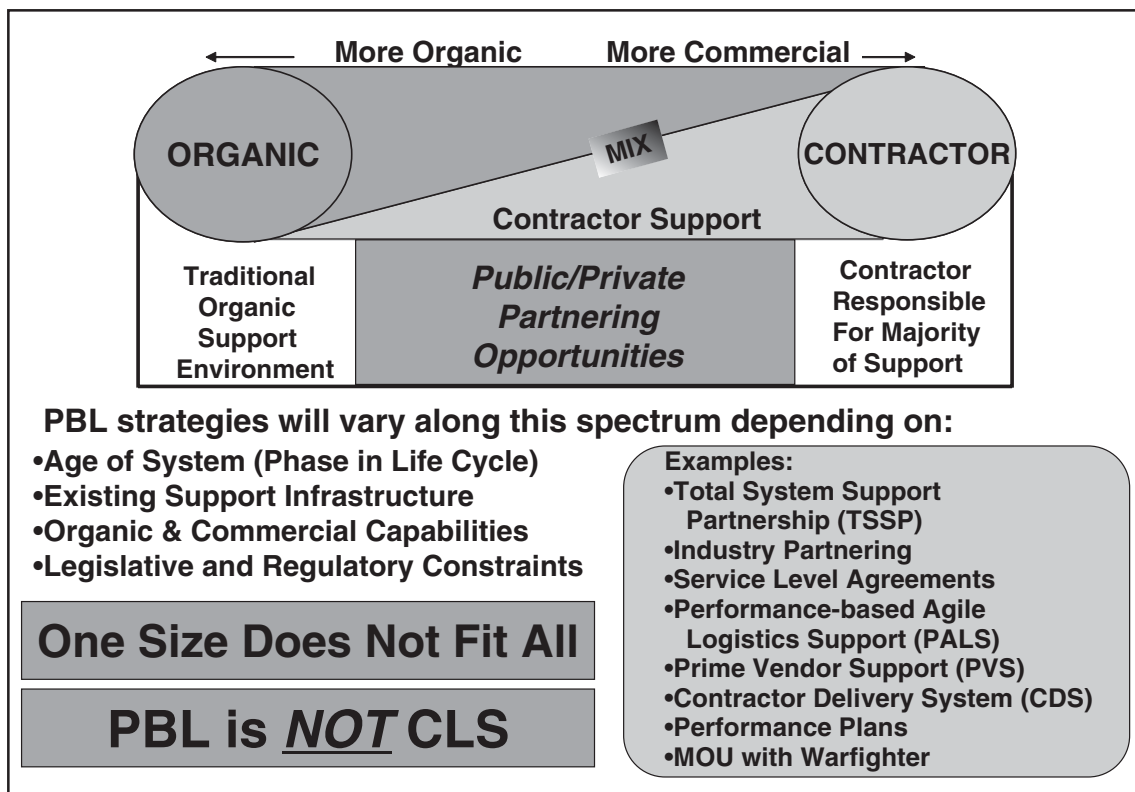 More Organic
More Commercial
ORGANIC
MIX
CONTRACTOR
Contractor Support
Traditional
Organic
Support
Environment
Public/Private
Partnering
Opportunities
Contractor
Responsible
For Majority
of Support
PBL strategies will vary along this spectrum depending on:
•Age of System (Phase in Life Cycle)
•Existing Support Infrastructure
•Organic & Commercial Capabilities
•Legislative and Regulatory Constraints
One Size Does Not Fit All
PBL is NOT CLS
Examples:
•Total System Support
Partnership (TSSP)
•Industry Partnering
•Service Level Agreements
•Performance-based Agile
Logistics Support (PALS)
•Prime Vendor Support (PVS)
•Contractor Delivery System (CDS)
•Performance Plans
•MOU with Warfighter